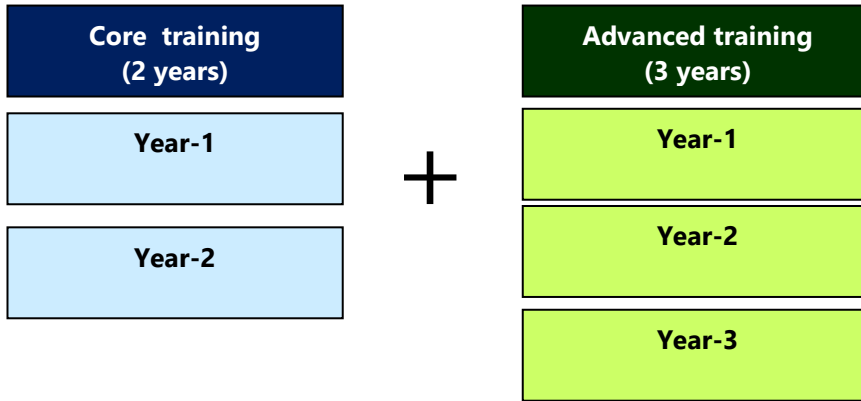 Core training
(2 years)
Year-1
Year-2
+
Advanced training
(3 years)
Year-1
Year-2
Year-3